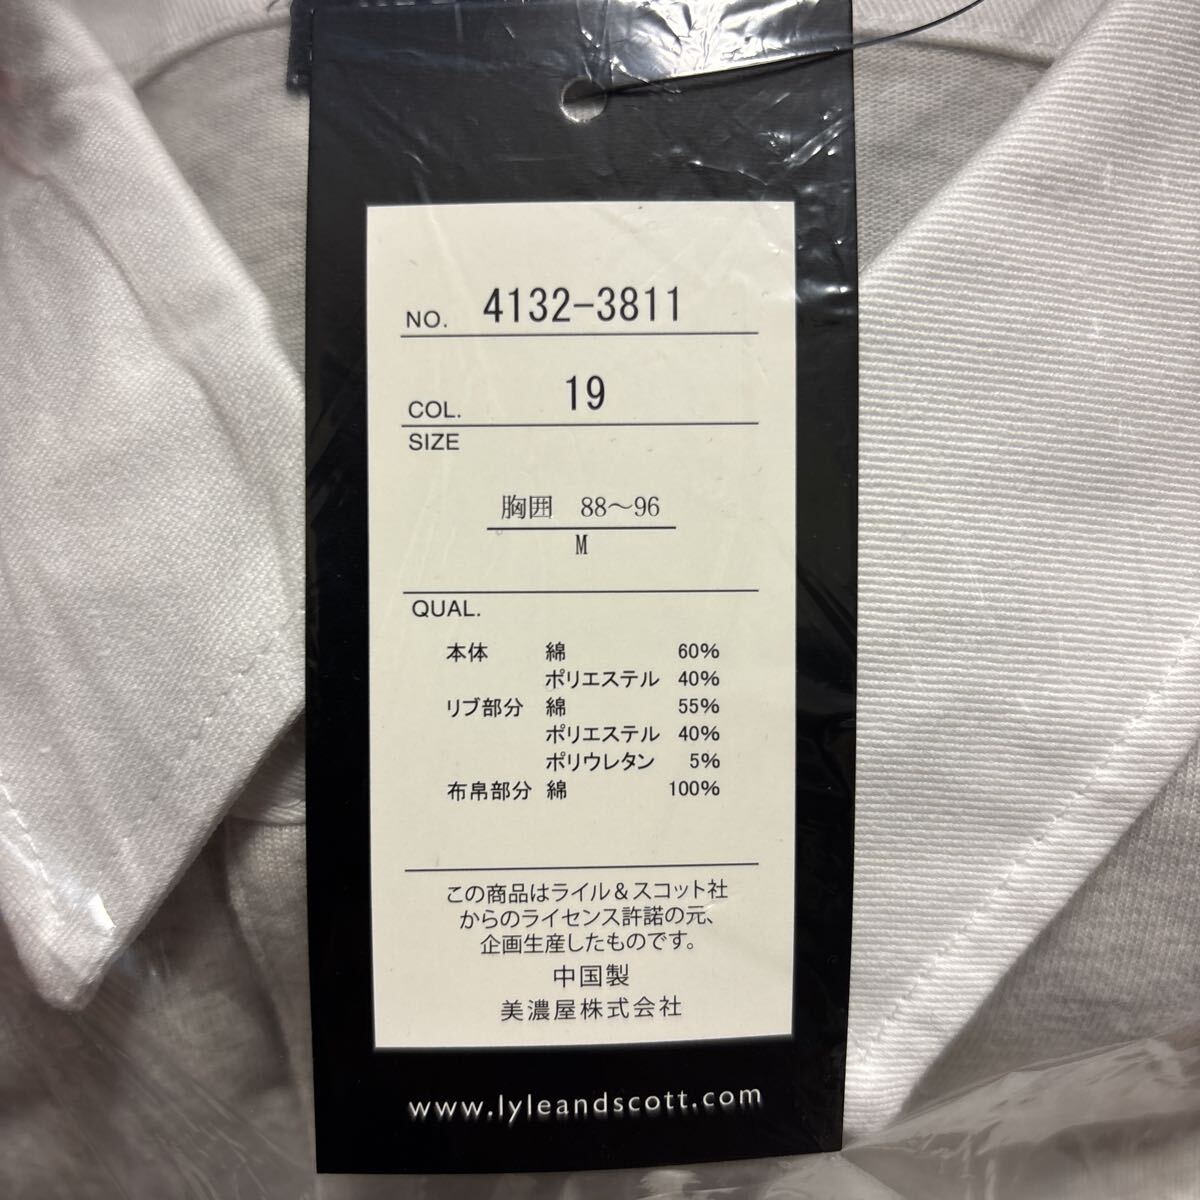 NO. 4132-3811
COL. 19
SIZE
胸囲 88〜96
M
QUAL.
本体 綿 60%
ポリエステル 40%
リブ部分 綿 55%
ポリエステル 40%
ポリウレタン 5%
布帛部分 綿 100%
この商品はライル＆スコット社
からのライセンス許諾の元、
企画生産したものです。
中国製
美濃屋株式会社
www.lyleandscott.com